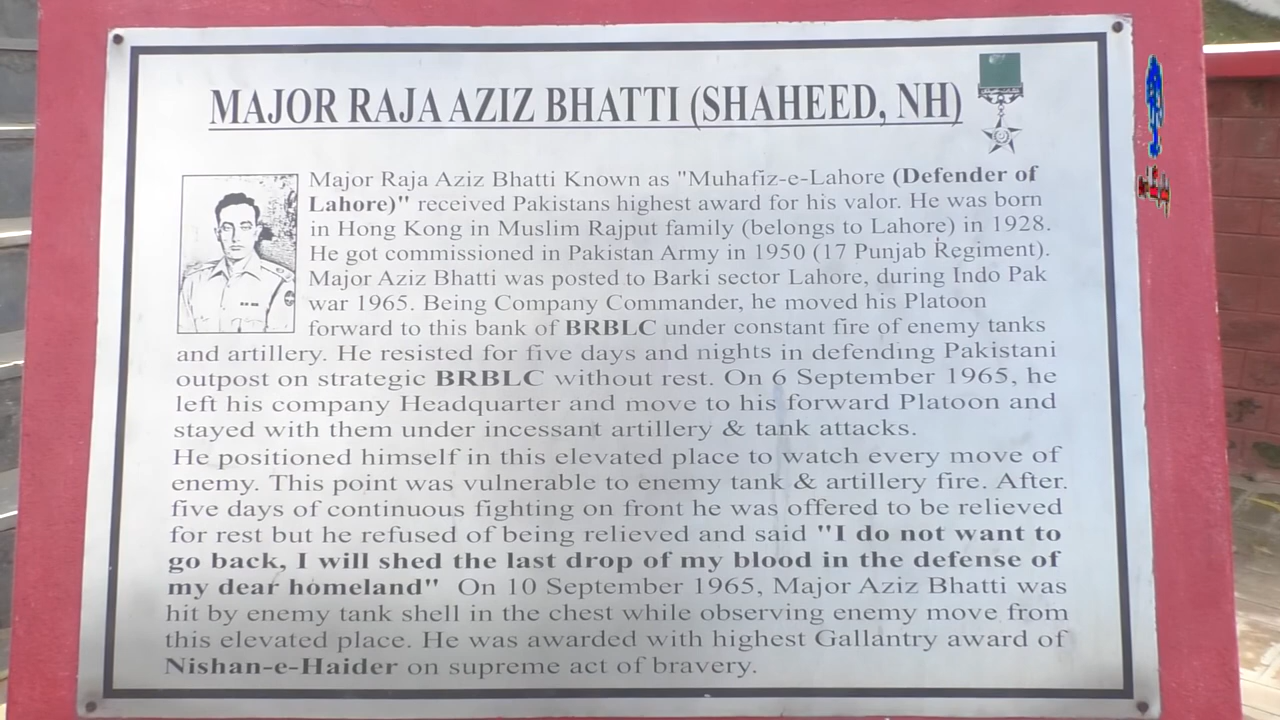 MAJOR RAJA AZIZ BHATTI (SHAHEED, NH)
Major Raja Aziz Bhatti Known as "Muhafiz-e-Lahore (Defender of
Lahore)" received Pakistans highest award for his valor. He was born
in Hong Kong in Muslim Rajput family (belongs to Lahore) in 1928.
He got commissioned in Pakistan Army in 1950 (17 Punjab Regiment).
Major Aziz Bhatti was posted to Barki sector Lahore, during Indo Pak
war 1965. Being Company Commander, he moved his Platoon
forward to this bank of BRBLC under constant fire of enemy tanks
and artillery. He resisted for five days and nights in defending Pakistani
outpost on strategic BRBLC without rest. On 6 September 1965, he
left his company Headquarter and move to his forward Platoon and
stayed with them under incessant artillery & tank attacks.
He positioned himself in this elevated place to watch every move of
enemy. This point was vulnerable to enemy tank & artillery fire. After.
five days of continuous fighting on front he was offered to be relieved
for rest but he refused of being relieved and said "I do not want to
go back, I will shed the last drop of my blood in the defense of
my dear homeland" On 10 September 1965, Major Aziz Bhatti was
hit by enemy tank shell in the chest while observing enemy move from
this elevated place. He was awarded with highest Gallantry award of
Nishan-e-Haider on supreme act of bravery.